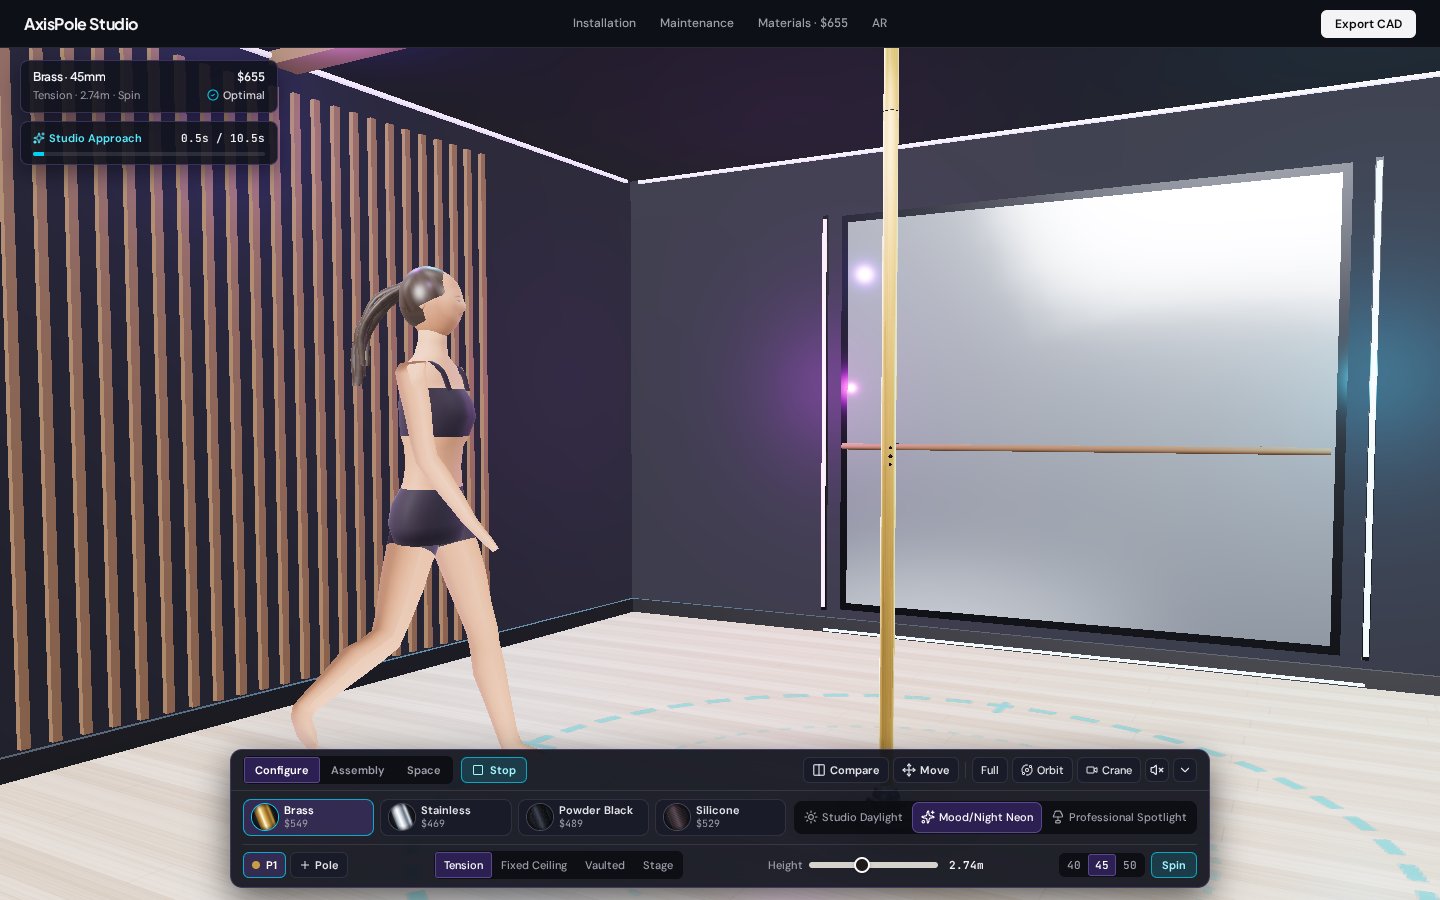 AxisPole Studio
Installation Maintenance Materials · $655 AR
Export CAD
Brass · 45mm $655
Tension · 2.74m · Spin Optimal
Studio Approach 0.5s / 10.5s
Configure Assembly Space Stop Compare Move Full Orbit Crane
Brass
$549
Stainless
$469
Powder Black
$489
Silicone
$529
Studio Daylight Mood/Night Neon Professional Spotlight
P1 + Pole Tension Fixed Ceiling Vaulted Stage Height 2.74m 40 45 50 Spin